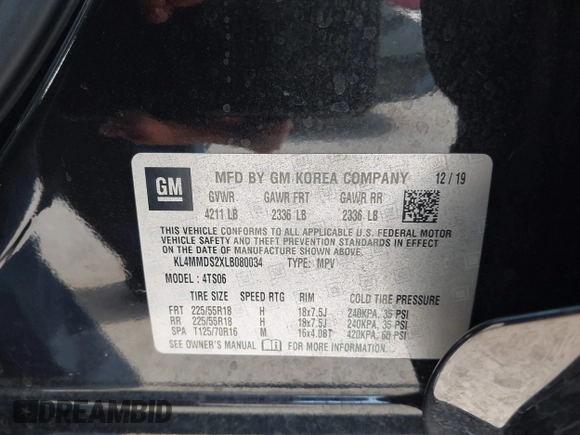 GM MFD BY GM KOREA COMPANY 12/19
GVWR GAWR FRT GAWR RR
4211 LB 2336 LB 2336 LB
THIS VEHICLE CONFORMS TO ALL APPLICABLE U.S. FEDERAL MOTOR
VEHICLE SAFETY AND THEFT PREVENTION STANDARDS IN EFFECT
ON THE DATE OF MANUFACTURE SHOWN ABOVE.
KL4MMDS2XLB080034 TYPE: MPV
MODEL : 4TS06
TIRE SIZE SPEED RTG RIM COLD TIRE PRESSURE
FRT 225/55R18 H 18x7.5J 240KPA, 35 PSI
RR 225/55R18 H 18x7.5J 240KPA, 35 PSI
SPA T125/70R16 M 16x4.0BT 420KPA, 60 PSI
SEE OWNER'S MANUAL FOR MORE INFORMATION.
DREAMBID